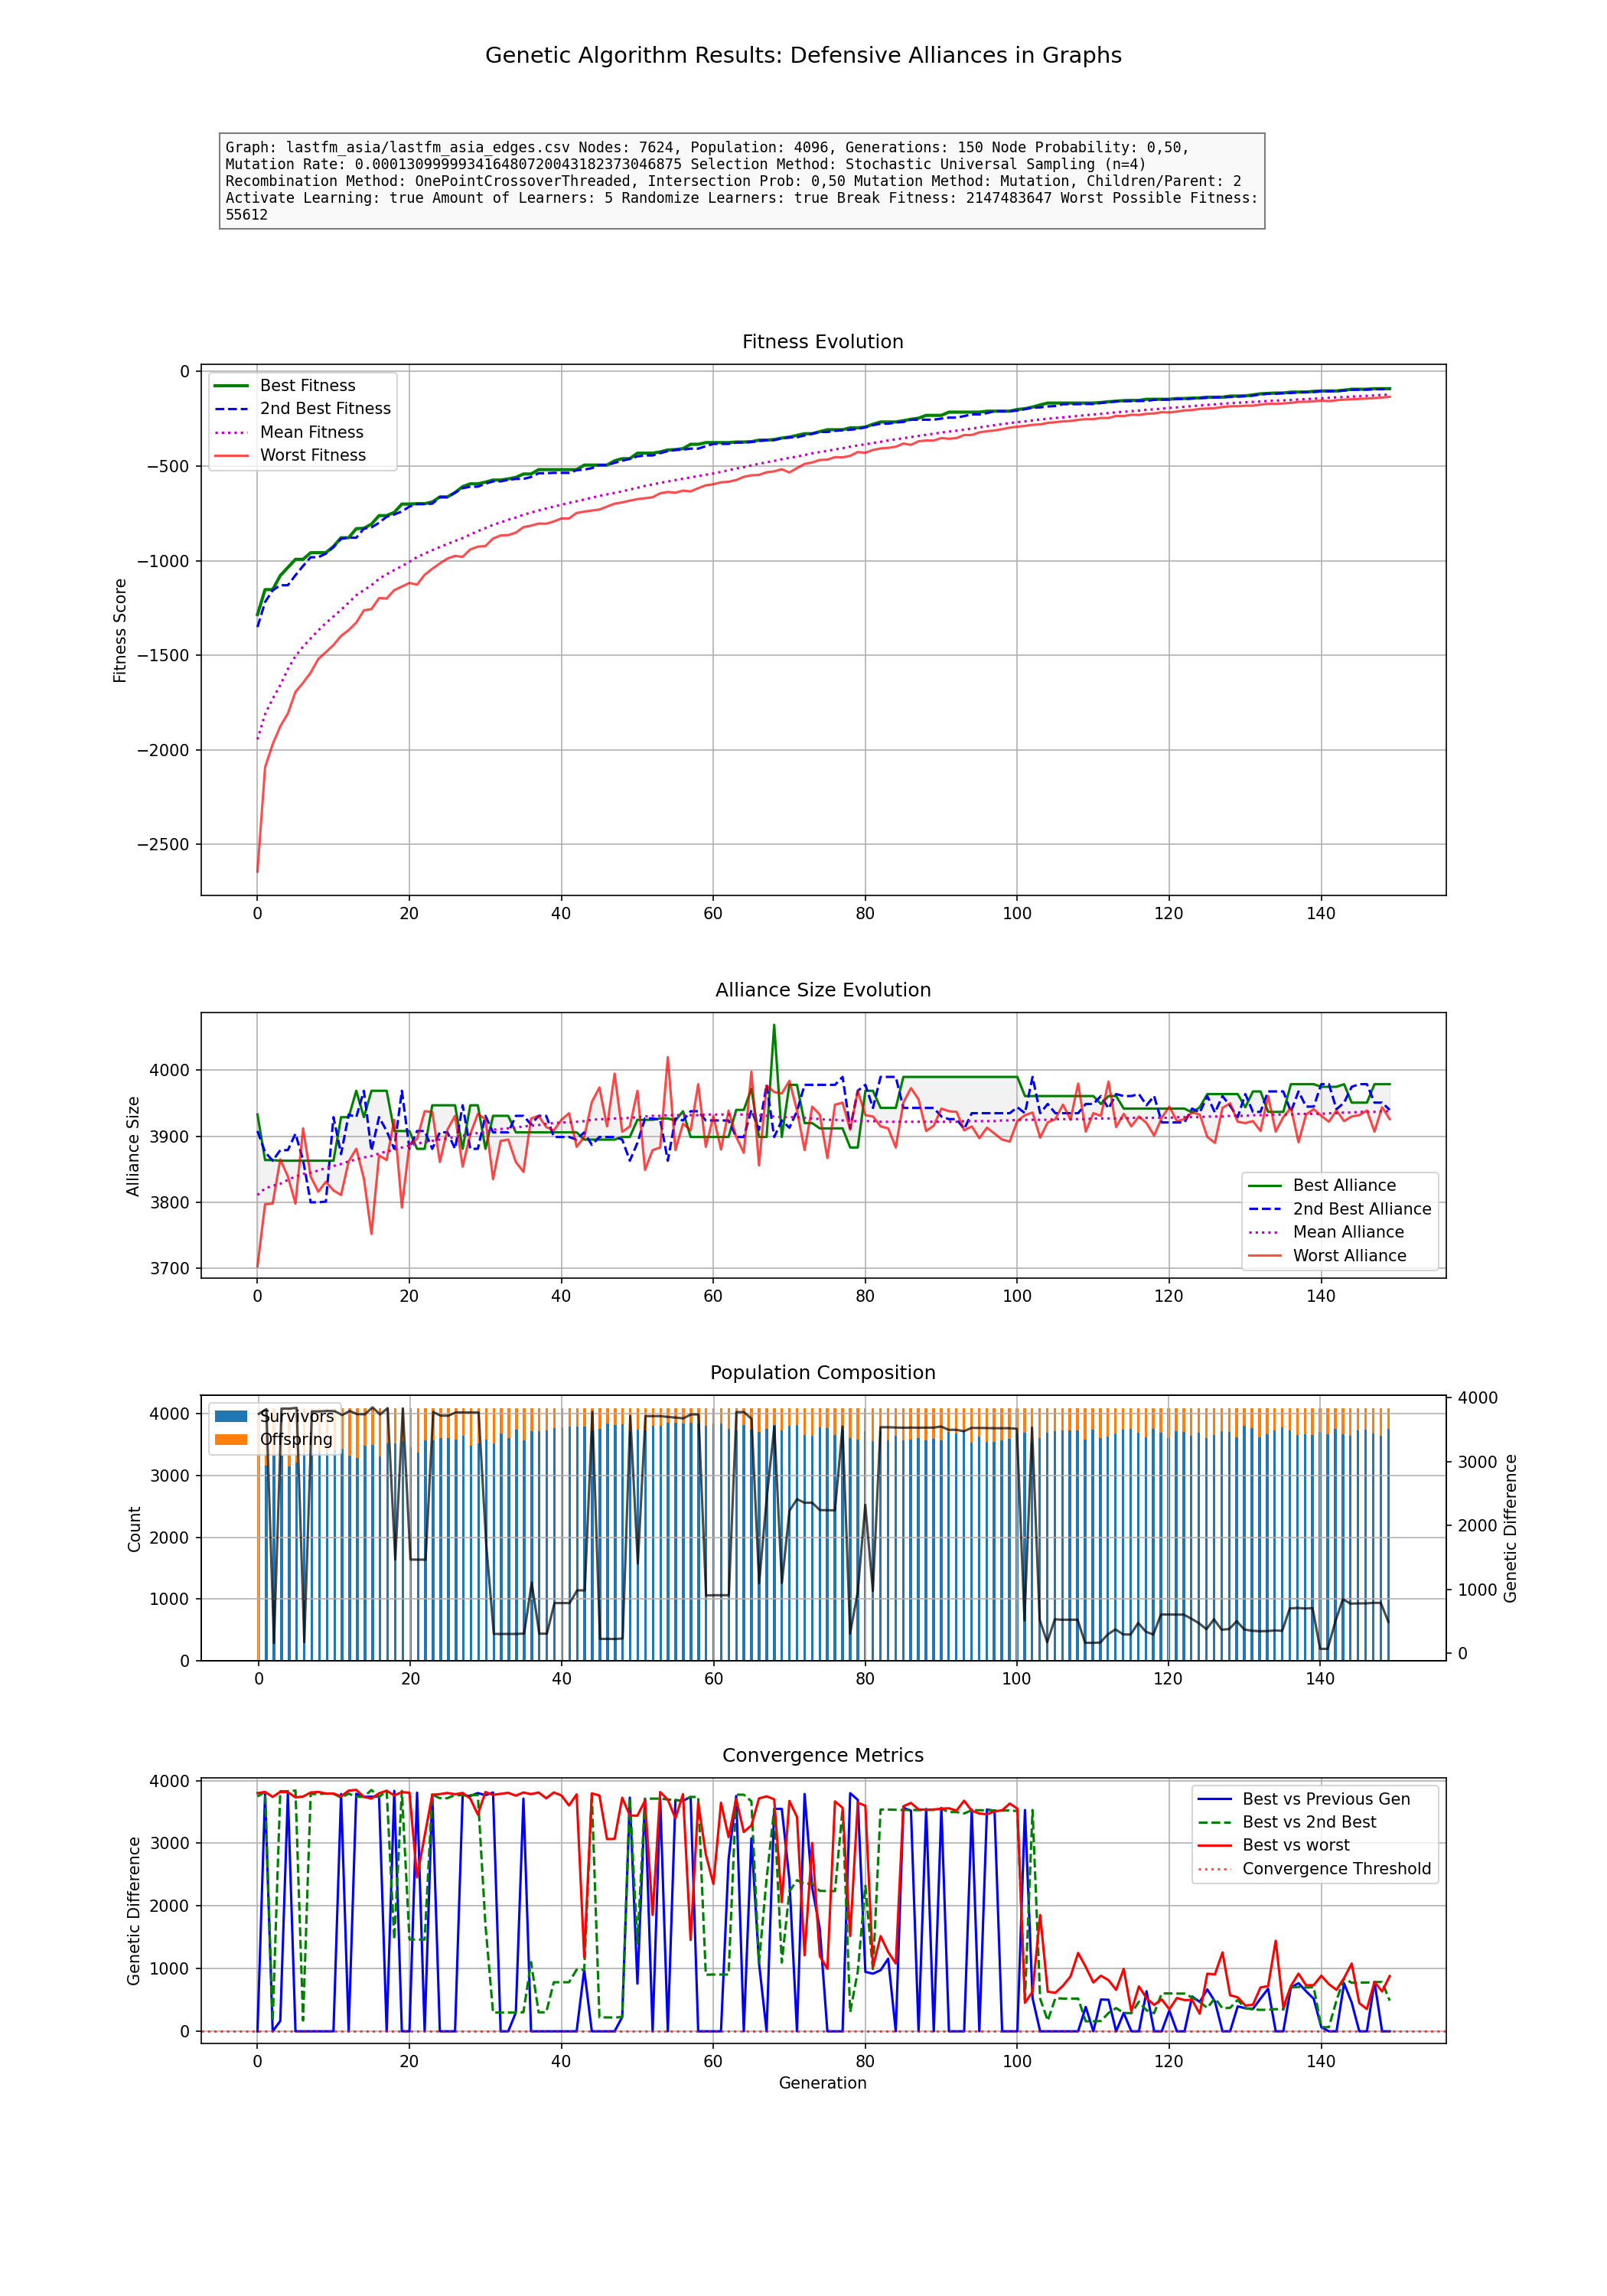 Genetic Algorithm Results: Defensive Alliances in Graphs
Graph: lastfm_asia/lastfm_asia_edges.csv Nodes: 7624, Population: 4096, Generations: 150 Node Probability: 0,50,
Mutation Rate: 0.000130999993416480720043182373046875 Selection Method: Stochastic Universal Sampling (n=4)
Recombination Method: OnePointCrossoverThreaded, Intersection Prob: 0,50 Mutation Method: Mutation, Children/Parent: 2
Activate Learning: true Amount of Learners: 5 Randomize Learners: true Break Fitness: 2147483647 Worst Possible Fitness:
55612
Fitness Evolution
Best Fitness
2nd Best Fitness
Mean Fitness
Worst Fitness
Fitness Score
0
−500
−1000
−1500
−2000
−2500
0 20 40 60 80 100 120 140
Alliance Size Evolution
Alliance Size
4000
3900
3800
3700
Best Alliance
2nd Best Alliance
Mean Alliance
Worst Alliance
0 20 40 60 80 100 120 140
Population Composition
Survivors
Offspring
Count
4000
3000
2000
1000
0
Genetic Difference
4000
3000
2000
1000
0
0 20 40 60 80 100 120 140
Convergence Metrics
Genetic Difference
4000
3000
2000
1000
0
Best vs Previous Gen
Best vs 2nd Best
Best vs worst
Convergence Threshold
0 20 40 60 80 100 120 140
Generation